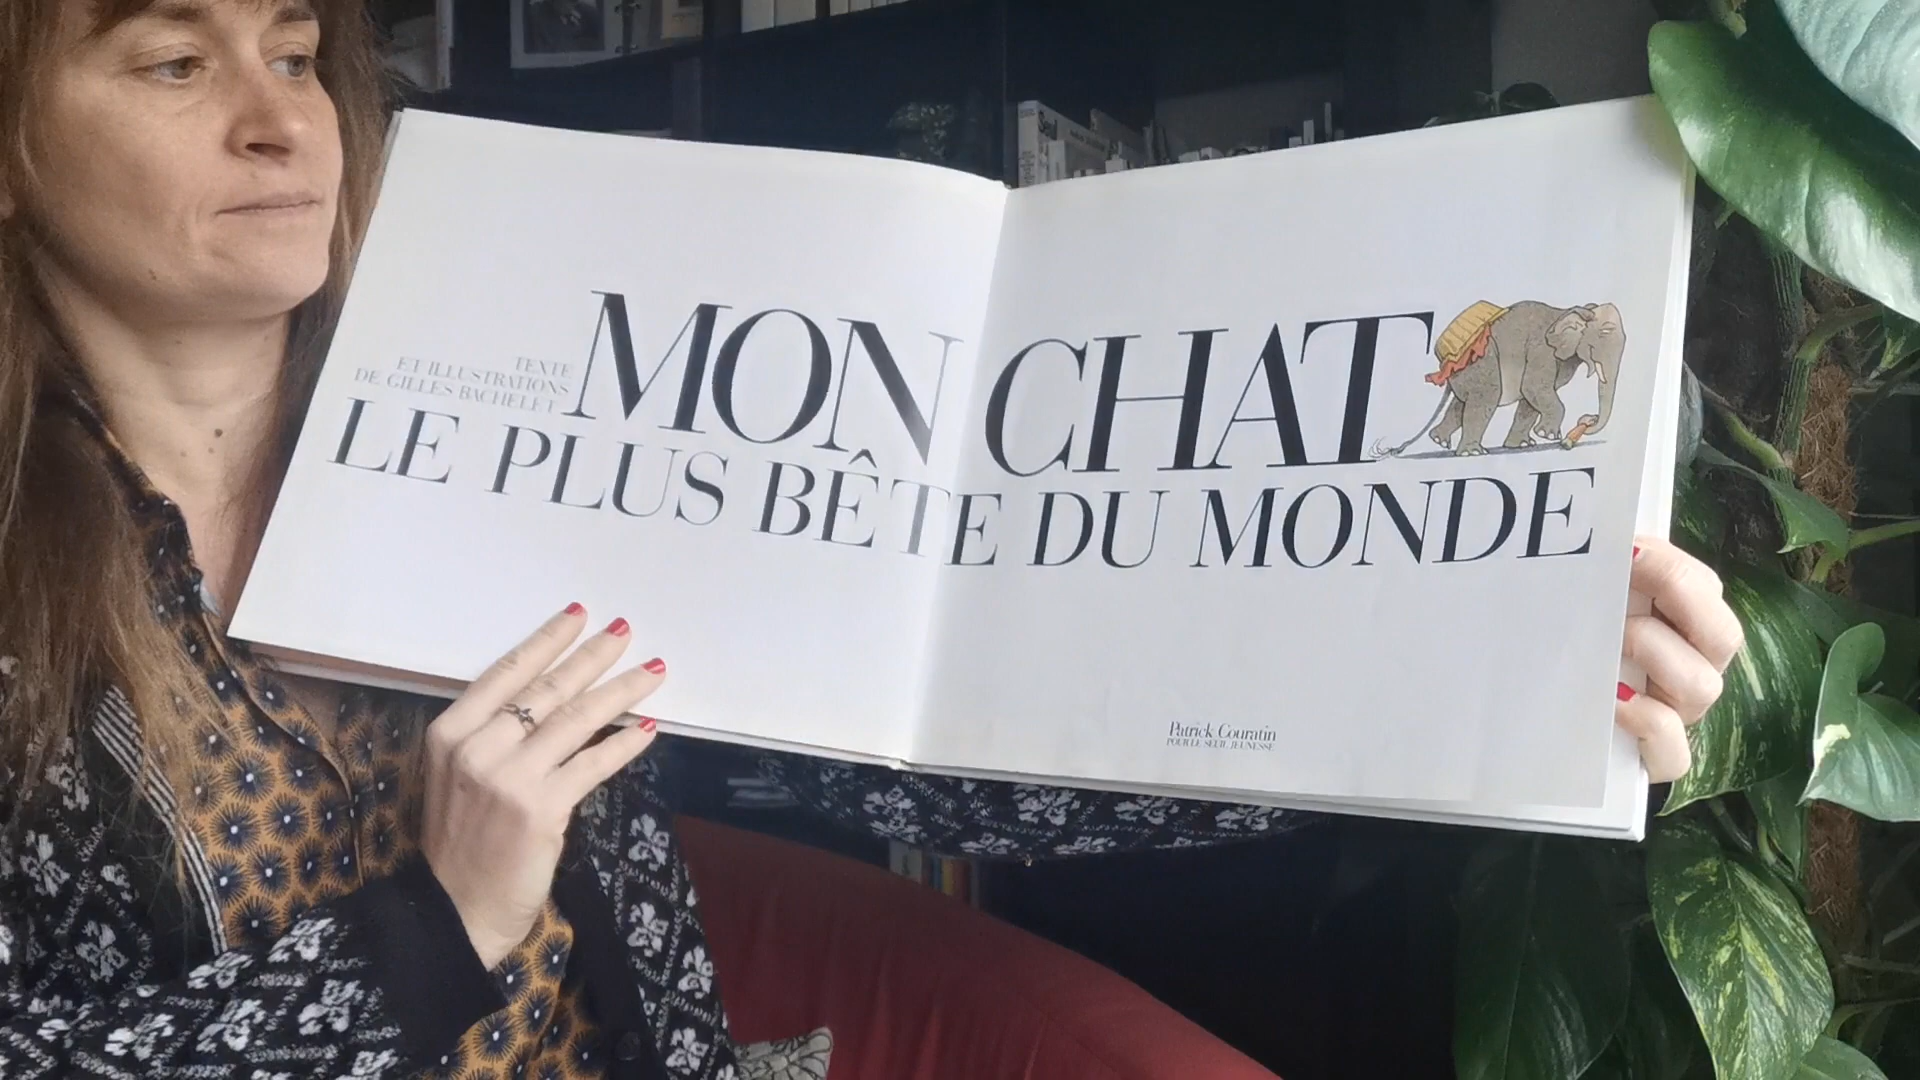 TEXTE
ET ILLUSTRATIONS
DE GILLES BACHELET
MON CHAT
LE PLUS BÊTE DU MONDE
Patrick Couratin
POUR LE SEUIL JEUNESSE
Seul